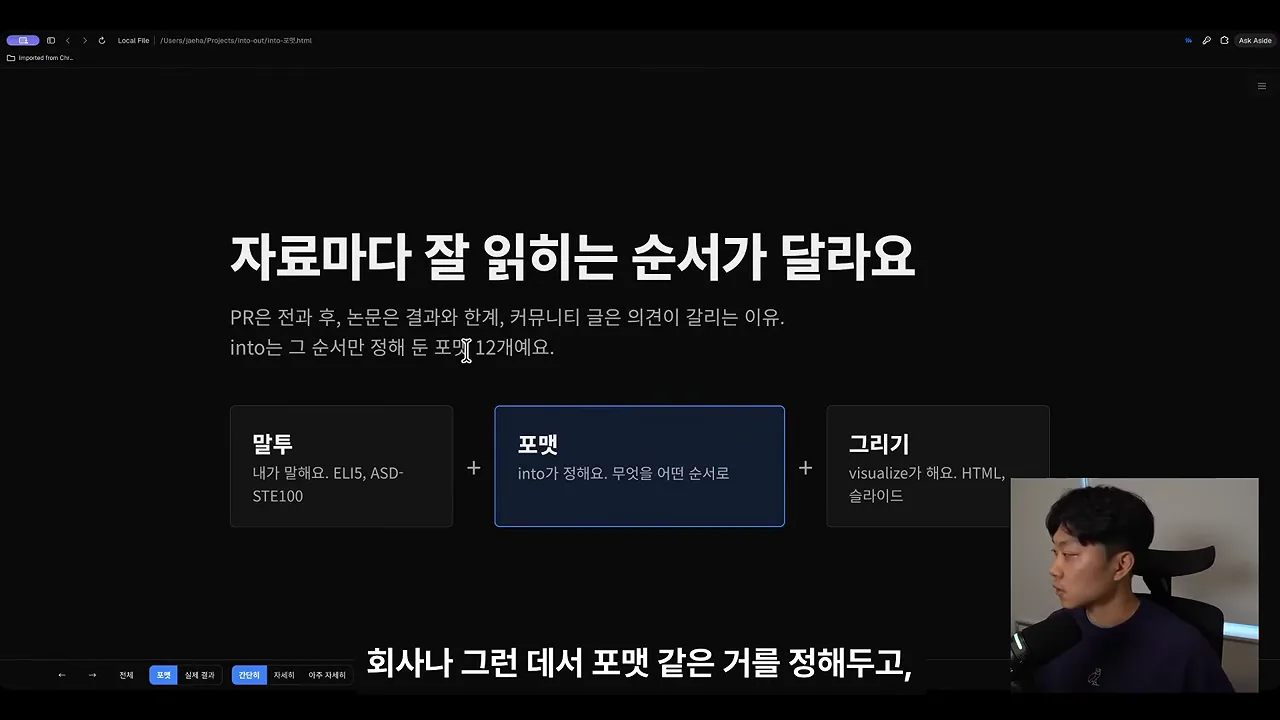 Local File
/Users/jaeha/Projects/into-out/into-포맷.html
Ask Aside
Imported from Chr...
자료마다 잘 읽히는 순서가 달라요
PR은 전과 후, 논문은 결과와 한계, 커뮤니티 글은 의견이 갈리는 이유.
into는 그 순서만 정해 둔 포맷 12개예요.
말투
내가 말해요. ELI5, ASD-
STE100
+
포맷
into가 정해요. 무엇을 어떤 순서로
+
그리기
visualize가 해요. HTML,
슬라이드
회사나 그런 데서 포맷 같은 거를 정해두고,
← → 전체 포맷 실제 결과 간단히 자세히 아주 자세히